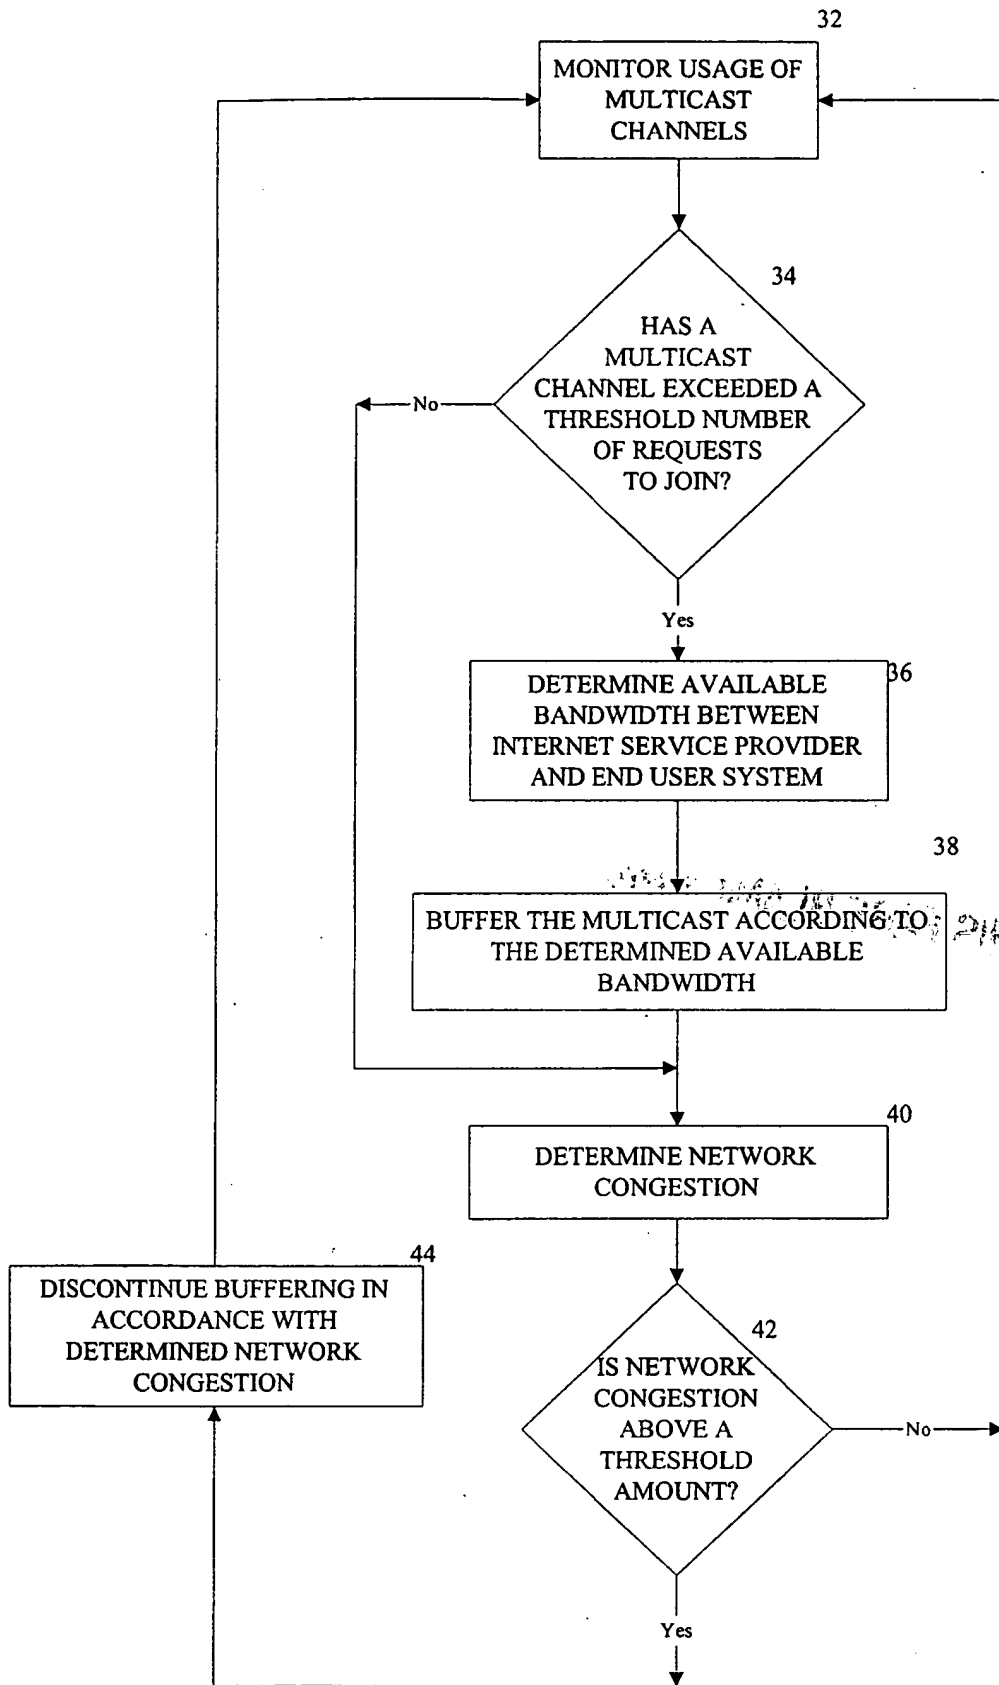 32
MONITOR USAGE OF
MULTICAST
CHANNELS
34
HAS A
MULTICAST
CHANNEL EXCEEDED A
THRESHOLD NUMBER
OF REQUESTS
TO JOIN?
No
Yes
36
DETERMINE AVAILABLE
BANDWIDTH BETWEEN
INTERNET SERVICE PROVIDER
AND END USER SYSTEM
38
BUFFER THE MULTICAST ACCORDING TO
THE DETERMINED AVAILABLE
BANDWIDTH
40
DETERMINE NETWORK
CONGESTION
44
DISCONTINUE BUFFERING IN
ACCORDANCE WITH
DETERMINED NETWORK
CONGESTION
42
IS NETWORK
CONGESTION
ABOVE A
THRESHOLD
AMOUNT?
No
Yes